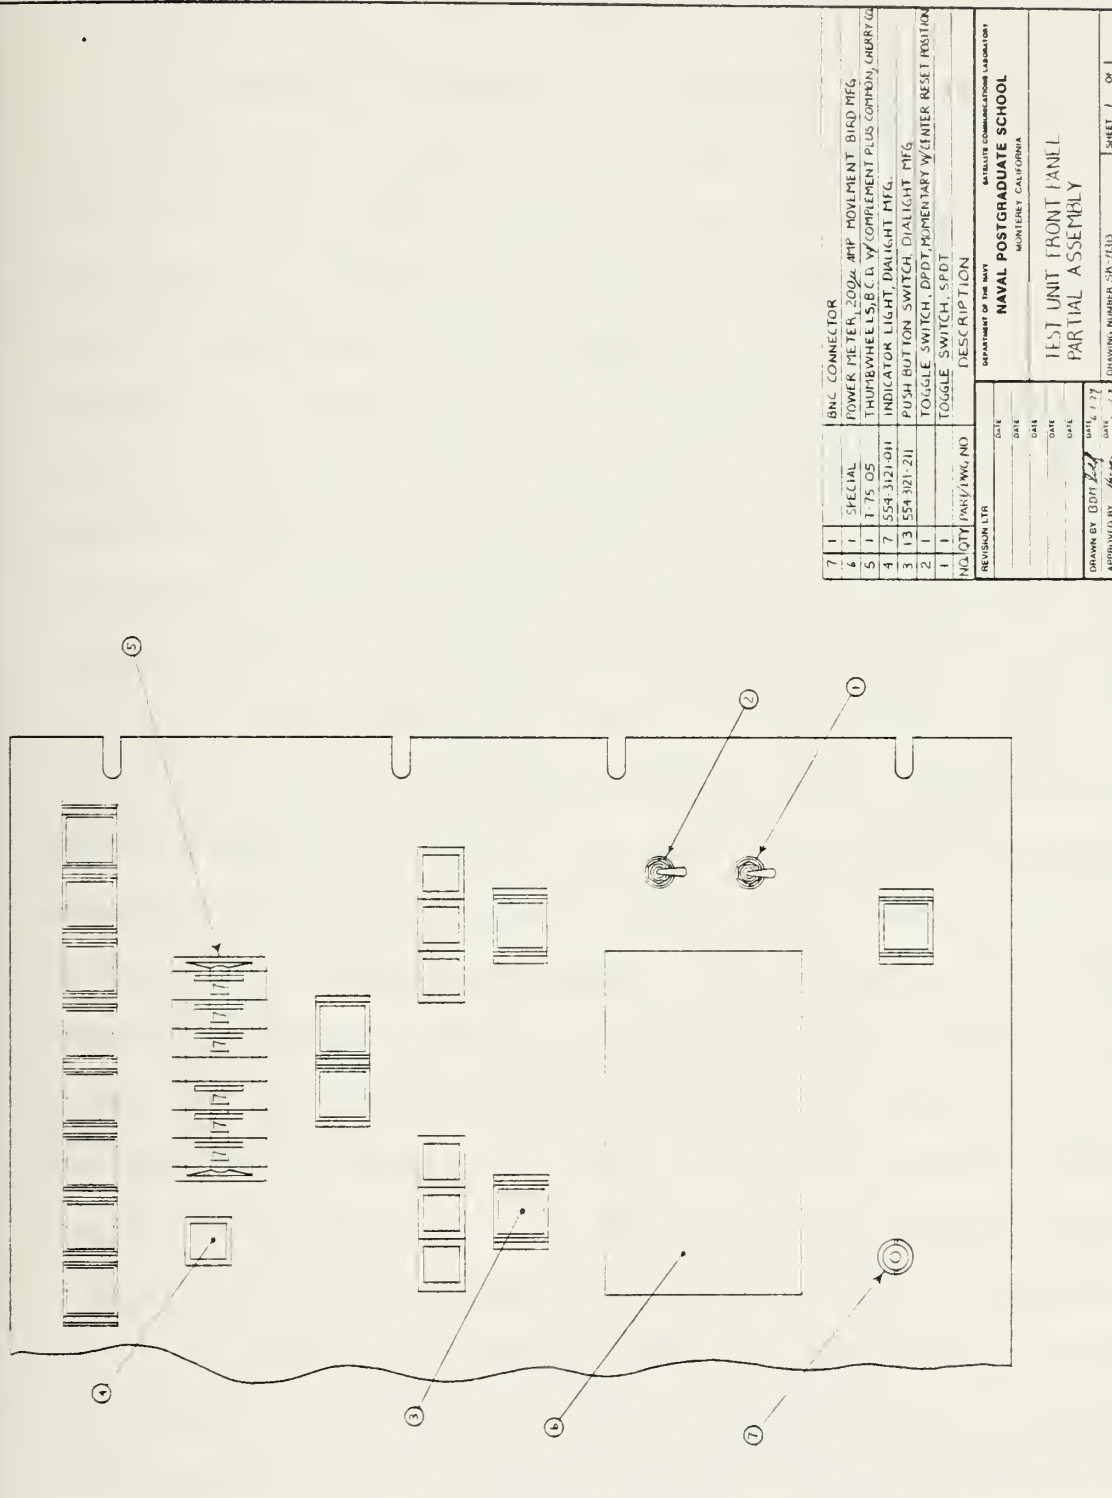 7 1 BNC CONNECTOR
6 1 SPECIAL POWER METER, 200µ AMP MOVEMENT BIRD MFG
5 1 T-75 05 THUMBWHEELS, B.C.D. W/COMPLEMENT PLUS COMMON, CHERRY CO.
4 7 554-3121-011 INDICATOR LIGHT, DIALIGHT MFG.
3 13 554 3121-211 PUSH BUTTON SWITCH, DIALIGHT MFG
2 1 TOGGLE SWITCH, DPDT, MOMENTARY W/CENTER RESET POSITION
1 1 TOGGLE SWITCH, SPDT
NO. QTY PART/DWG NO DESCRIPTION
REVISION LTR
DATE
DATE
DATE
DATE
DATE
DEPARTMENT OF THE NAVY SATELLITE COMMUNICATIONS LABORATORY
NAVAL POSTGRADUATE SCHOOL
MONTEREY CALIFORNIA
TEST UNIT FRONT PANEL
PARTIAL ASSEMBLY
DRAWN BY BDM DATE 6 1 79
APPROVED BY DATE
DRAWING NUMBER SHEET 1 OF 1
5
2
1
7 7 7 7 7 7
4
3
6
7